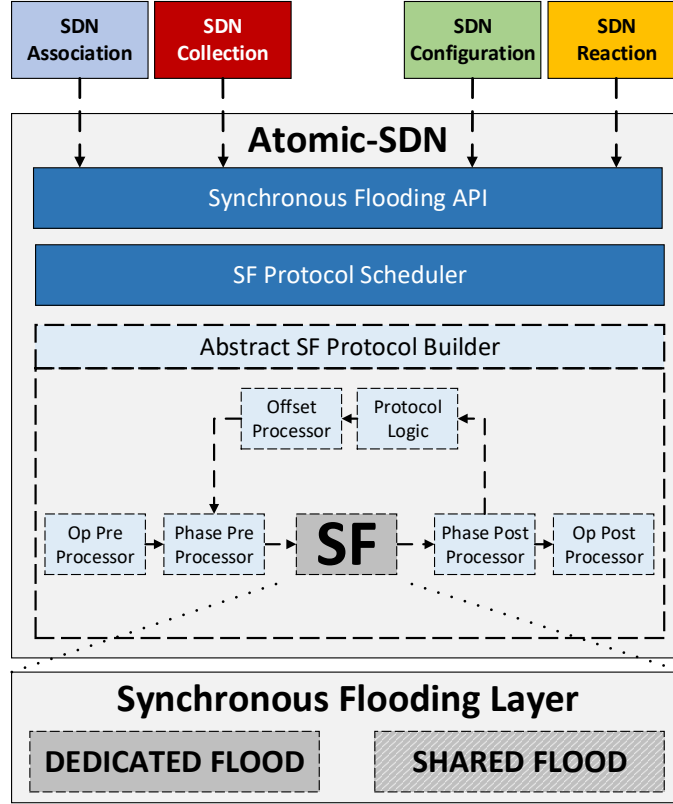 SDN
Association
SDN
Collection
SDN
Configuration
SDN
Reaction
Atomic-SDN
Synchronous Flooding API
SF Protocol Scheduler
Abstract SF Protocol Builder
Offset
Processor
Protocol
Logic
Op Pre
Processor
Phase Pre
Processor
SF
Phase Post
Processor
Op Post
Processor
Synchronous Flooding Layer
DEDICATED FLOOD
SHARED FLOOD